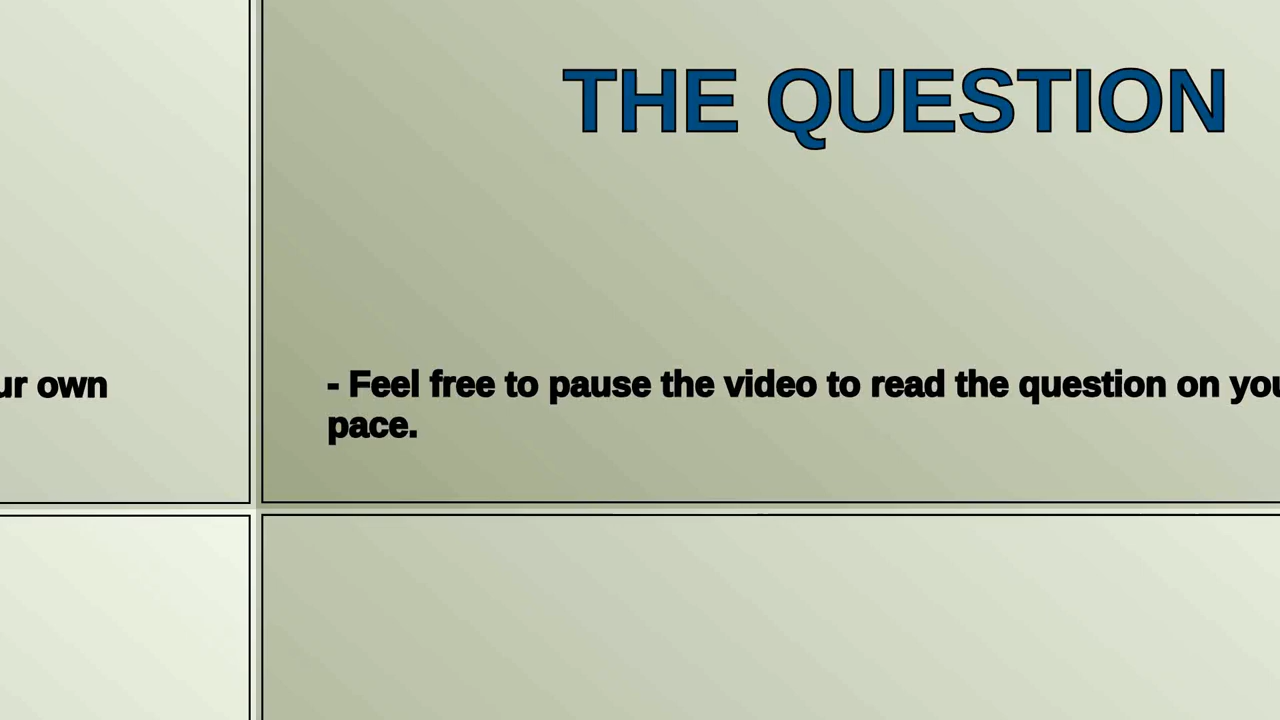 THE QUESTION
ur own
- Feel free to pause the video to read the question on you
pace.